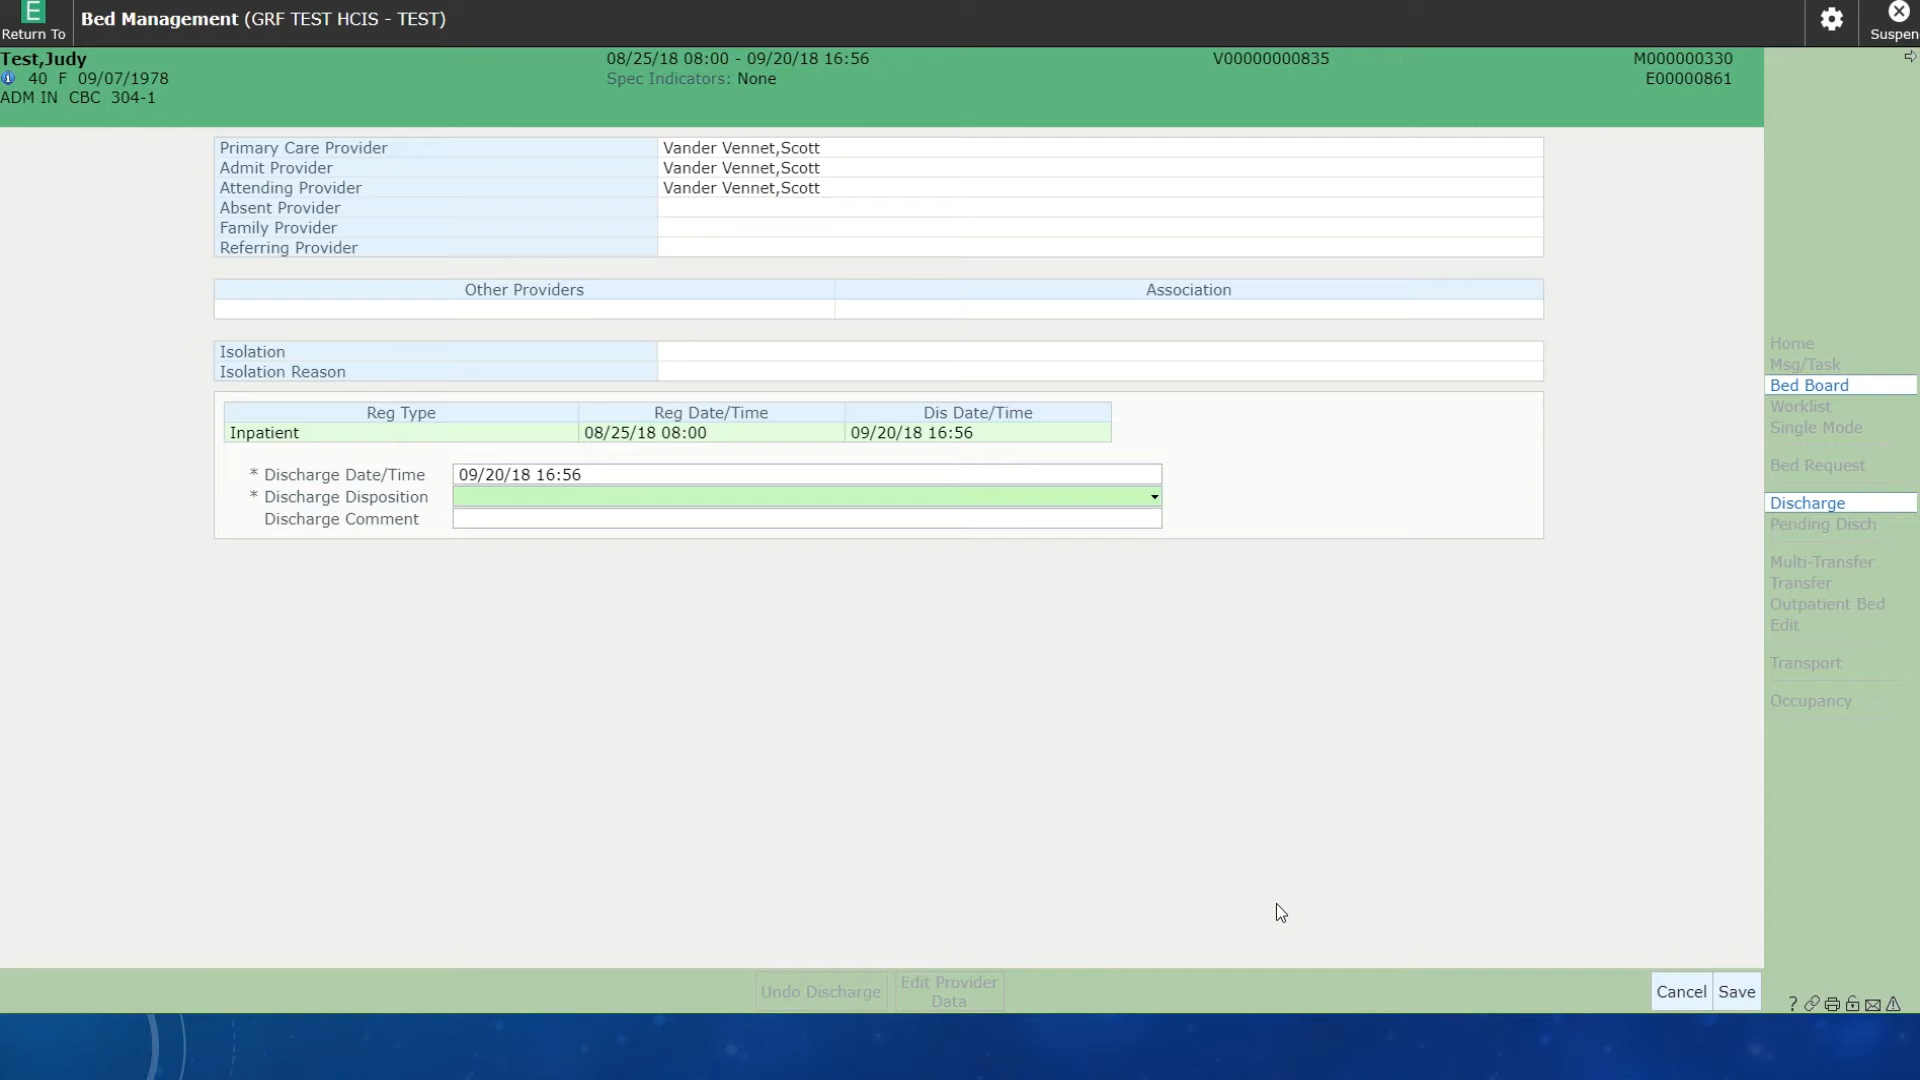 E
Return To
Bed Management (GRF TEST HCIS - TEST)
Suspen
Test,Judy
08/25/18 08:00 - 09/20/18 16:56
V00000000835
M000000330
40 F 09/07/1978
Spec Indicators: None
E00000861
ADM IN CBC 304-1
Primary Care Provider Vander Vennet,Scott
Admit Provider Vander Vennet,Scott
Attending Provider Vander Vennet,Scott
Absent Provider
Family Provider
Referring Provider
Other Providers Association
Isolation
Isolation Reason
Reg Type Reg Date/Time Dis Date/Time
Inpatient 08/25/18 08:00 09/20/18 16:56
* Discharge Date/Time 09/20/18 16:56
* Discharge Disposition
Discharge Comment
Home
Msg/Task
Bed Board
Worklist
Single Mode
Bed Request
Discharge
Pending Disch
Multi-Transfer
Transfer
Outpatient Bed
Edit
Transport
Occupancy
Undo Discharge
Edit Provider
Data
Cancel
Save
?